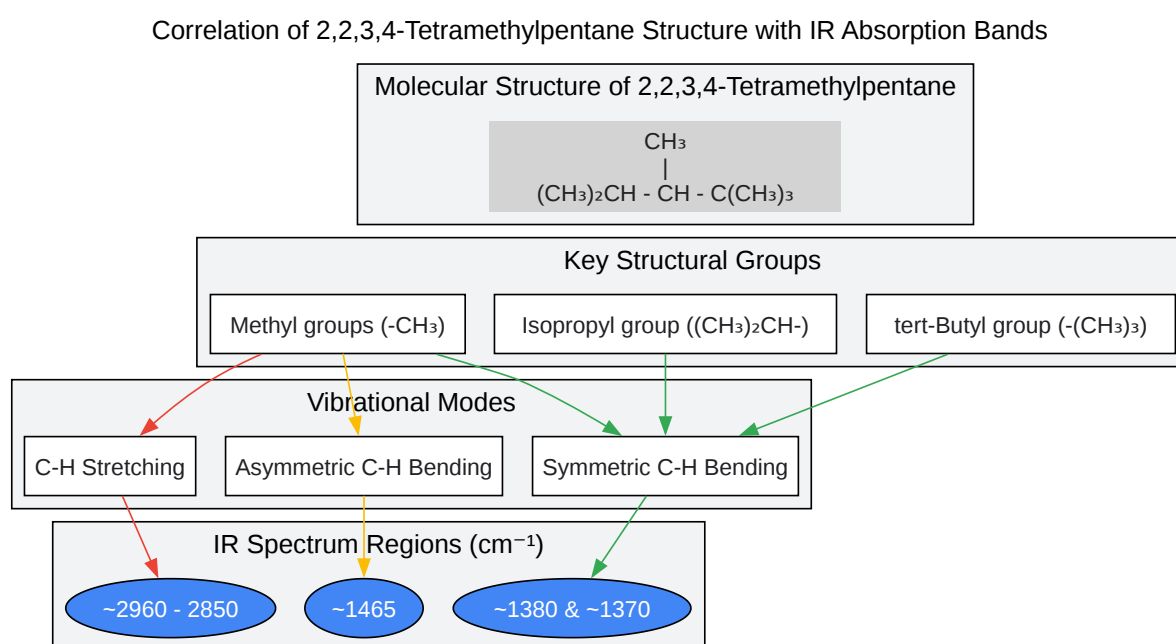 Correlation of 2,2,3,4-Tetramethylpentane Structure with IR Absorption Bands
Molecular Structure of 2,2,3,4-Tetramethylpentane
CH₃
|
(CH₃)₂CH - CH - C(CH₃)₃
Key Structural Groups
Methyl groups (-CH₃)
Isopropyl group ((CH₃)₂CH-)
tert-Butyl group (-(CH₃)₃)
Vibrational Modes
C-H Stretching
Asymmetric C-H Bending
Symmetric C-H Bending
IR Spectrum Regions (cm⁻¹)
~2960 - 2850
~1465
~1380 & ~1370